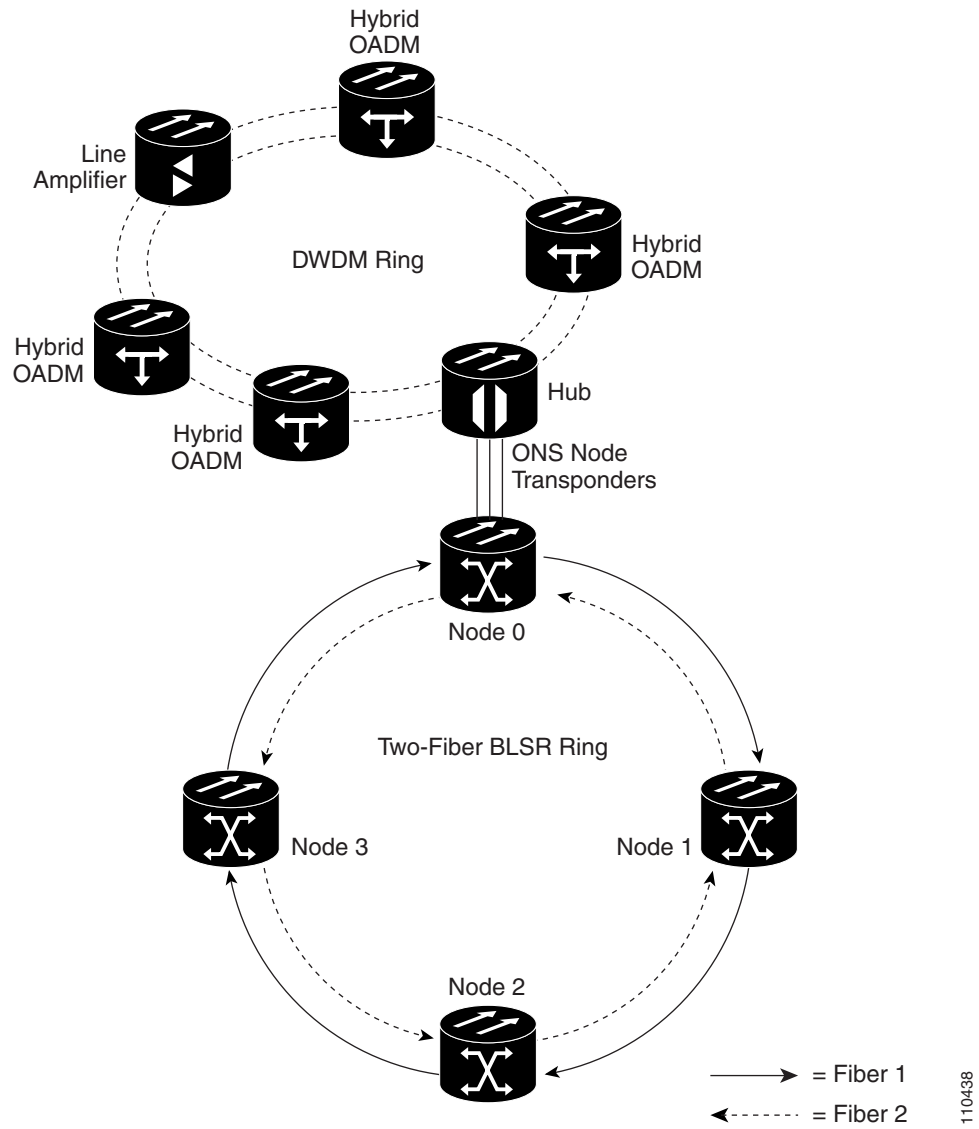 Hybrid
OADM
Line
Amplifier
DWDM Ring
Hybrid
OADM
Hybrid
OADM
Hub
Hybrid
OADM
ONS Node
Transponders
Node 0
Two-Fiber BLSR Ring
Node 3
Node 1
Node 2
= Fiber 1
= Fiber 2
110438